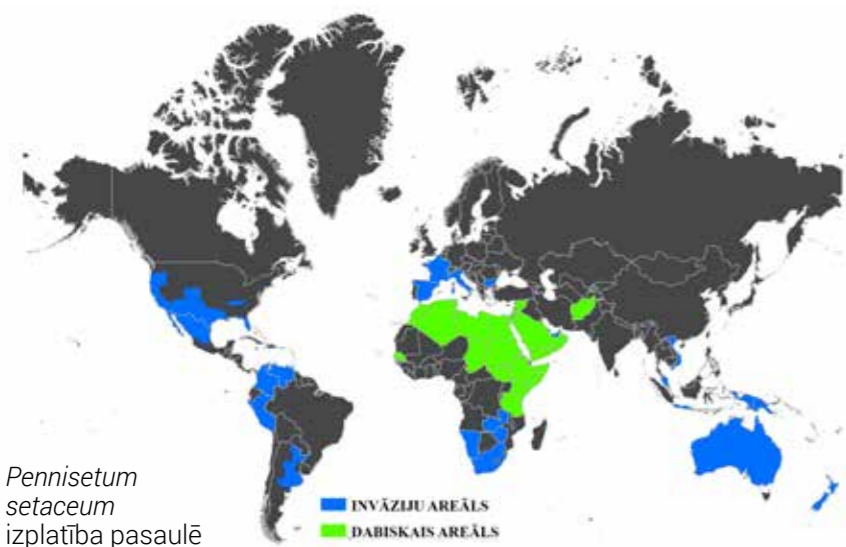 Pennisetum
setaceum
izplatība pasaulē
INVĀZIJU AREĀLS
DABISKAIS AREĀLS